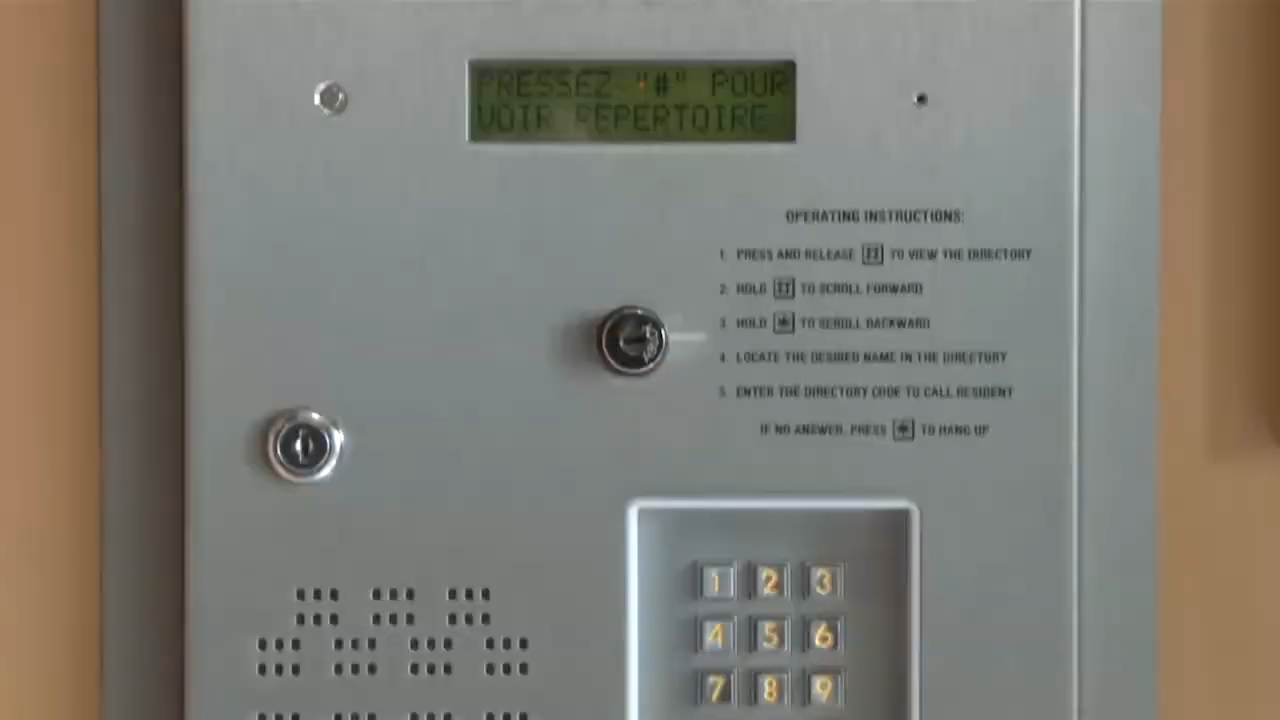 PRESSEZ "#" POUR
VOIR REPERTOIRE
OPERATING INSTRUCTIONS:
1. PRESS AND RELEASE # TO VIEW THE DIRECTORY
2. HOLD # TO SCROLL FORWARD
3. HOLD * TO SCROLL BACKWARD
4. LOCATE THE DESIRED NAME IN THE DIRECTORY
5. ENTER THE DIRECTORY CODE TO CALL RESIDENT
IF NO ANSWER, PRESS * TO HANG UP
1 2 3
4 5 6
7 8 9